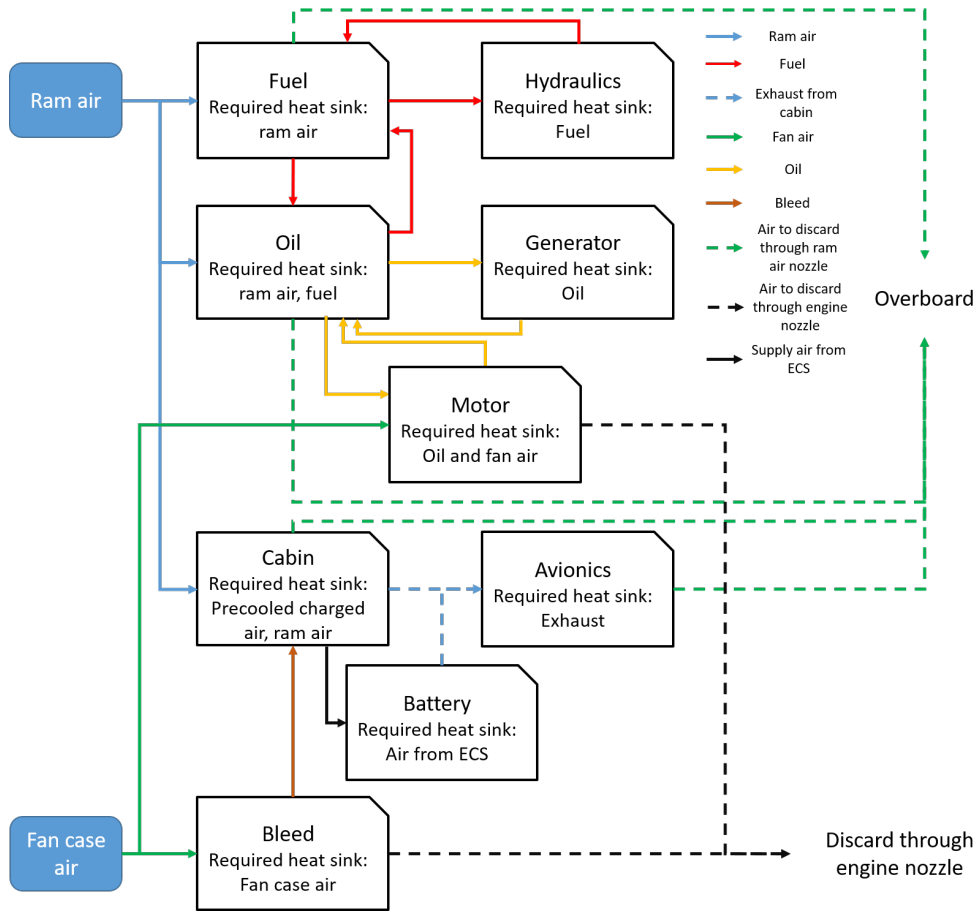 Ram air
Fuel
Required heat sink:
ram air
Hydraulics
Required heat sink:
Fuel
Oil
Required heat sink:
ram air, fuel
Generator
Required heat sink:
Oil
Motor
Required heat sink:
Oil and fan air
Cabin
Required heat sink:
Precooled charged
air, ram air
Avionics
Required heat sink:
Exhaust
Battery
Required heat sink:
Air from ECS
Fan case
air
Bleed
Required heat sink:
Fan case air
Ram air
Fuel
Exhaust from
cabin
Fan air
Oil
Bleed
Air to discard
through ram
air nozzle
Air to discard
through engine
nozzle
Supply air from
ECS
Overboard
Discard through
engine nozzle